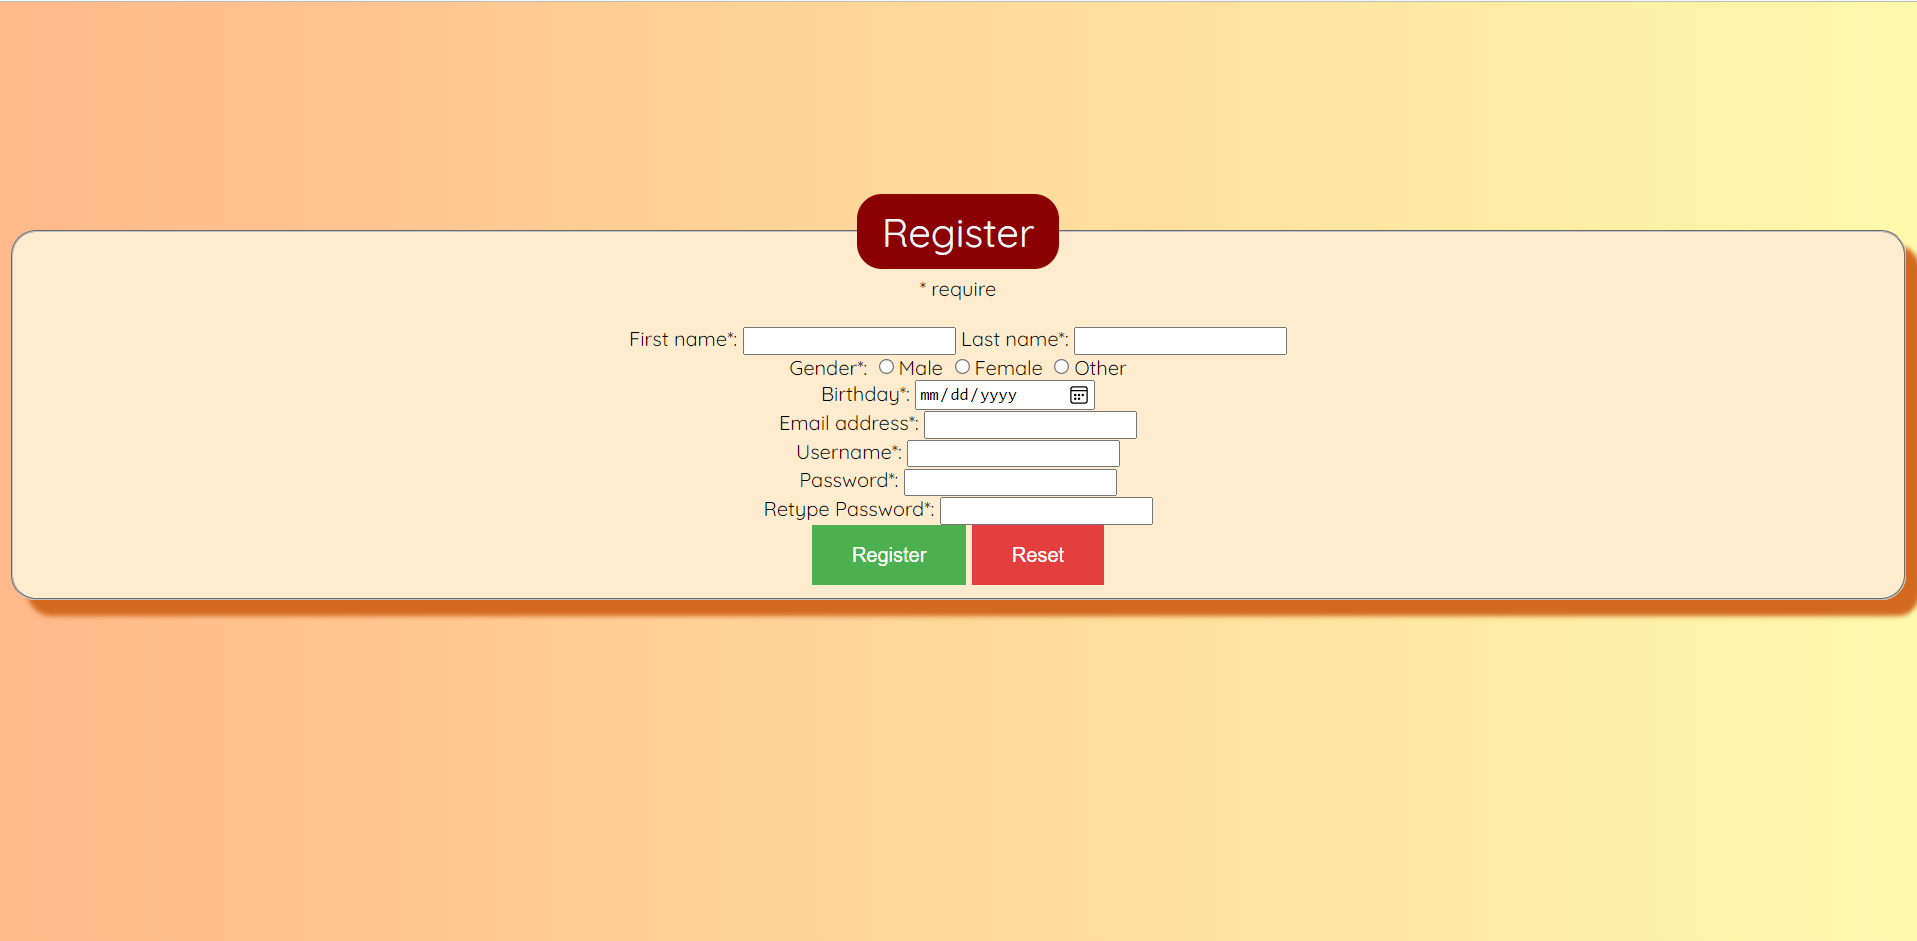 Register
* require
First name*: Last name*:
Gender*: Male Female Other
Birthday*: mm/dd/yyyy
Email address*:
Username*:
Password*:
Retype Password*:
Register Reset